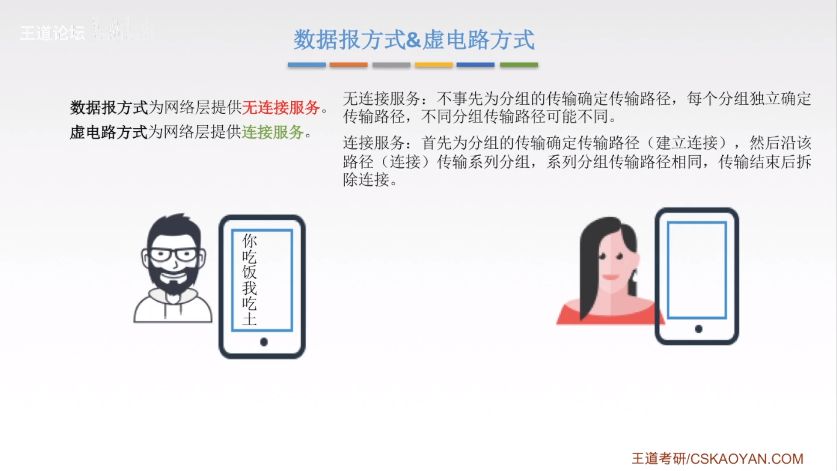 王道论坛
数据报方式&虚电路方式
数据报方式为网络层提供无连接服务。
虚电路方式为网络层提供连接服务。
无连接服务：不事先为分组的传输确定传输路径，每个分组独立确定
传输路径，不同分组传输路径可能不同。
连接服务：首先为分组的传输确定传输路径（建立连接），然后沿该
路径（连接）传输系列分组，系列分组传输路径相同，传输结束后拆
除连接。
你吃饭我吃土
王道考研/CSKAOYAN.COM